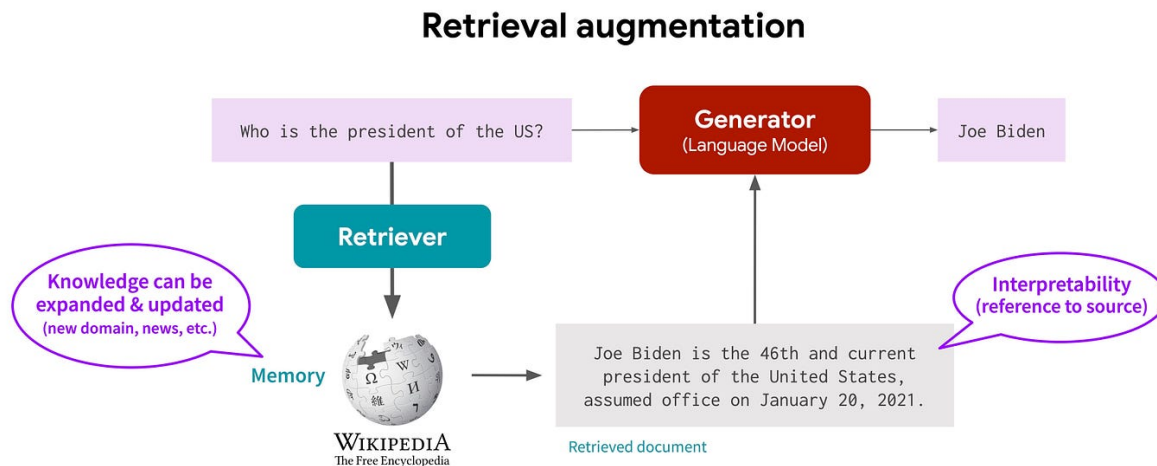 Retrieval augmentation
Who is the president of the US?
Generator
(Language Model)
Joe Biden
Retriever
Knowledge can be
expanded & updated
(new domain, news, etc.)
Interpretability
(reference to source)
Memory
Ω
W
И
維
WIKIPEDIA
The Free Encyclopedia
Joe Biden is the 46th and current
president of the United States,
assumed office on January 20, 2021.
Retrieved document